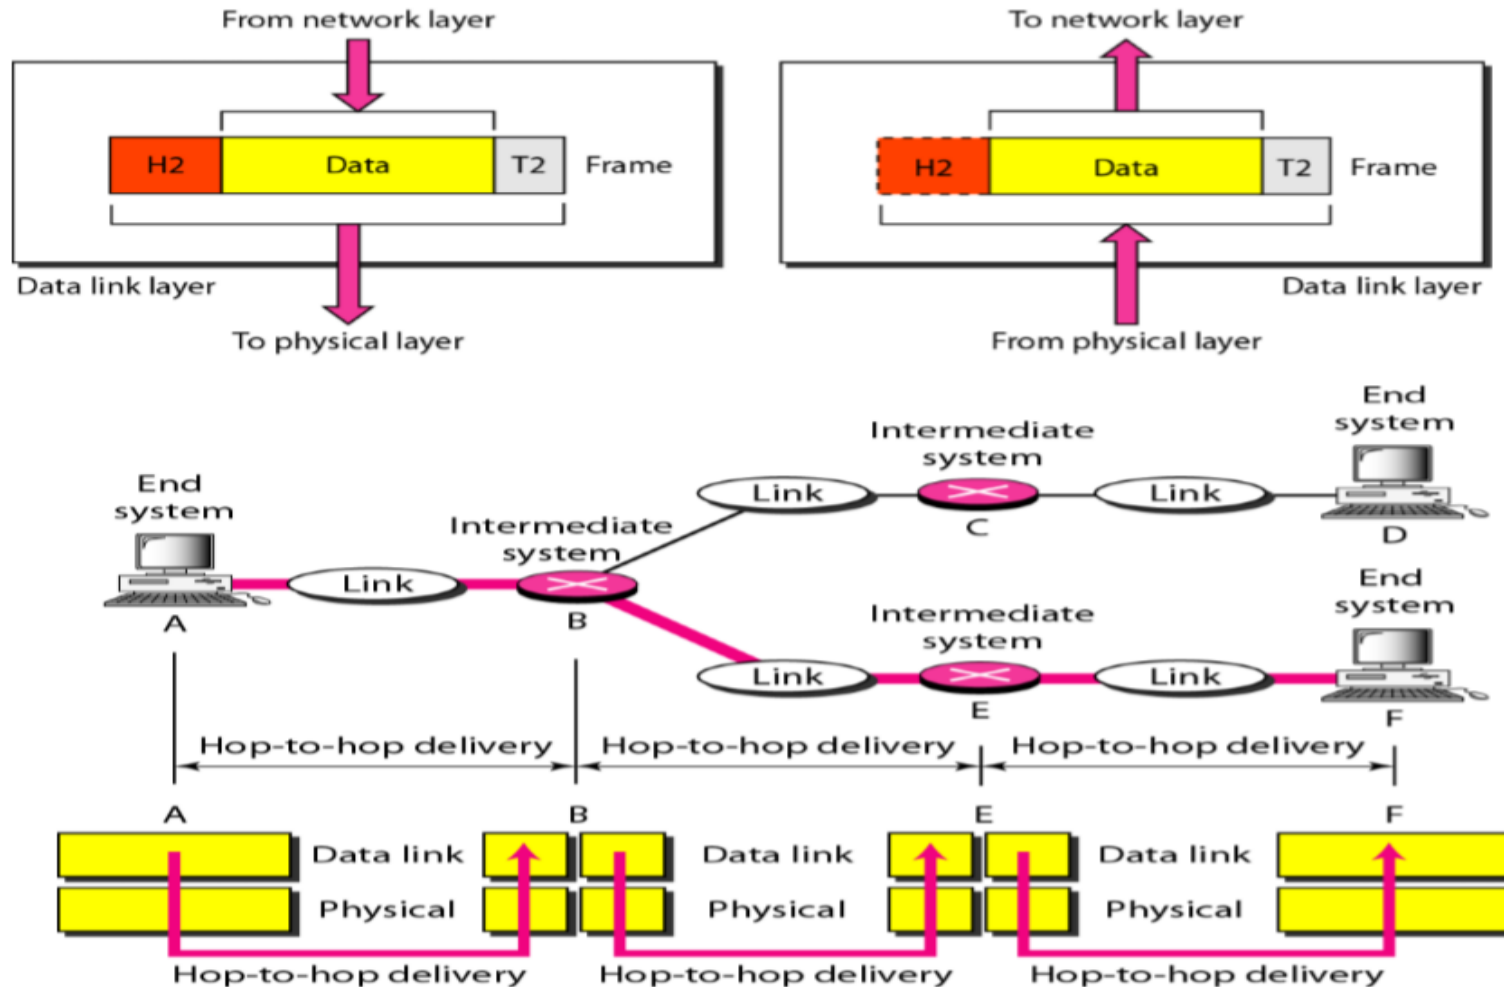 From network layer
To network layer
H2 Data T2 Frame
H2 Data T2 Frame
Data link layer
Data link layer
To physical layer
From physical layer
End
system
Intermediate
system
End
system
Link
Link
C
D
Intermediate
system
Link
A
B
Intermediate
system
End
system
Link
Link
E
F
Hop-to-hop delivery
Hop-to-hop delivery
Hop-to-hop delivery
A
B
E
F
Data link
Data link
Data link
Physical
Physical
Physical
Hop-to-hop delivery
Hop-to-hop delivery
Hop-to-hop delivery